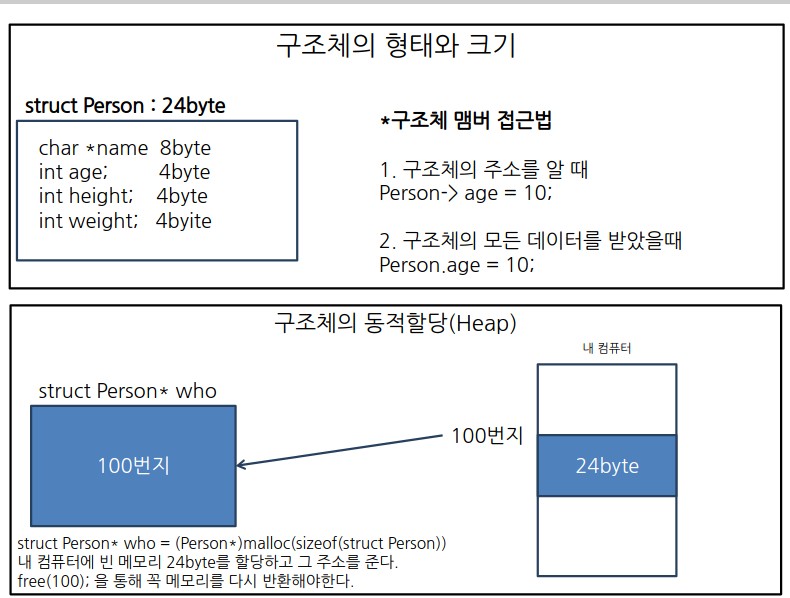 구조체의 형태와 크기
struct Person : 24byte
char *name 8byte
int age; 4byte
int height; 4byte
int weight; 4byite
*구조체 맴버 접근법
1. 구조체의 주소를 알 때
Person-> age = 10;
2. 구조체의 모든 데이터를 받았을때
Person.age = 10;
구조체의 동적할당(Heap)
내 컴퓨터
struct Person* who
100번지
100번지
24byte
struct Person* who = (Person*)malloc(sizeof(struct Person))
내 컴퓨터에 빈 메모리 24byte를 할당하고 그 주소를 준다.
free(100); 을 통해 꼭 메모리를 다시 반환해야한다.